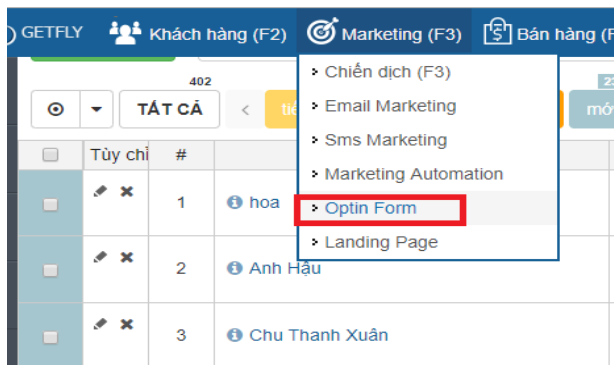 GETFLY Khách hàng (F2) Marketing (F3) Bán hàng (F
Chiến dịch (F3)
402
TẤT CẢ
Email Marketing
Sms Marketing
Tùy chỉ #
Marketing Automation
1 hoa
Optin Form
Landing Page
2 Anh Hậu
3 Chu Thanh Xuân